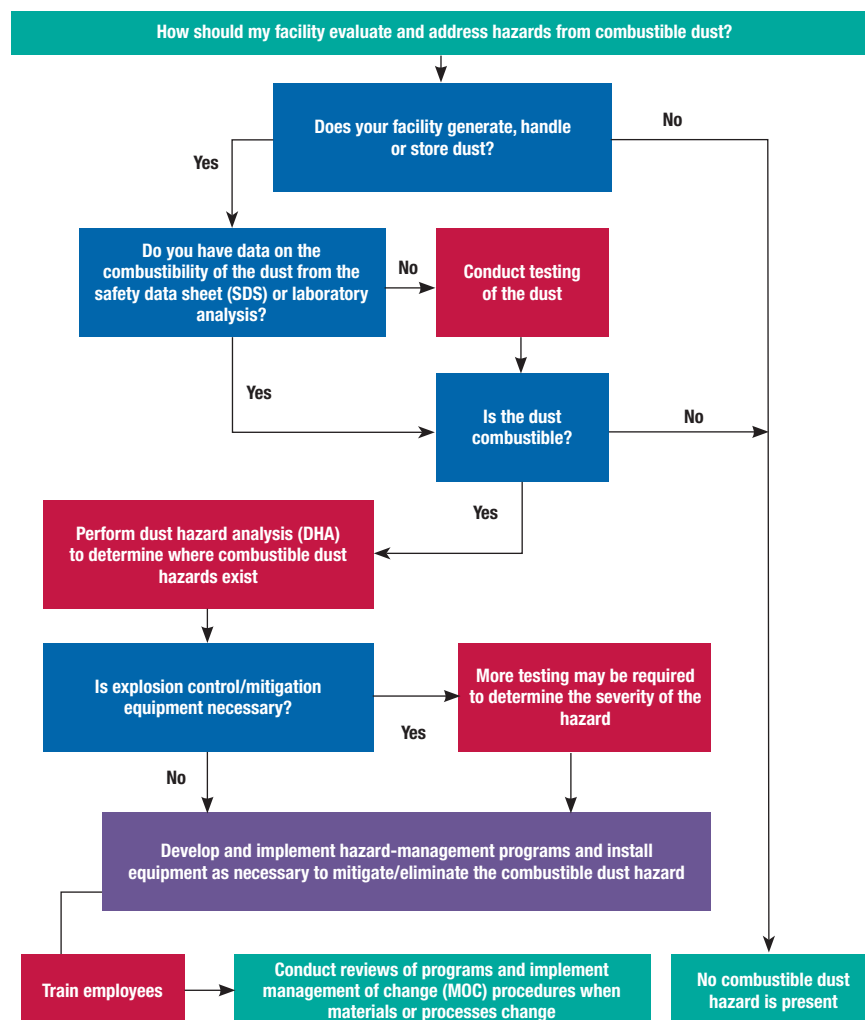 How should my facility evaluate and address hazards from combustible dust?
Does your facility generate, handle
or store dust?
No
Yes
Do you have data on the
combustibility of the dust from the
safety data sheet (SDS) or laboratory
analysis?
No
Conduct testing
of the dust
Yes
Is the dust
combustible?
No
Yes
Perform dust hazard analysis (DHA)
to determine where combustible dust
hazards exist
Is explosion control/mitigation
equipment necessary?
Yes
More testing may be required
to determine the severity of the
hazard
No
Develop and implement hazard-management programs and install
equipment as necessary to mitigate/eliminate the combustible dust hazard
Train employees
Conduct reviews of programs and implement
management of change (MOC) procedures when
materials or processes change
No combustible dust
hazard is present